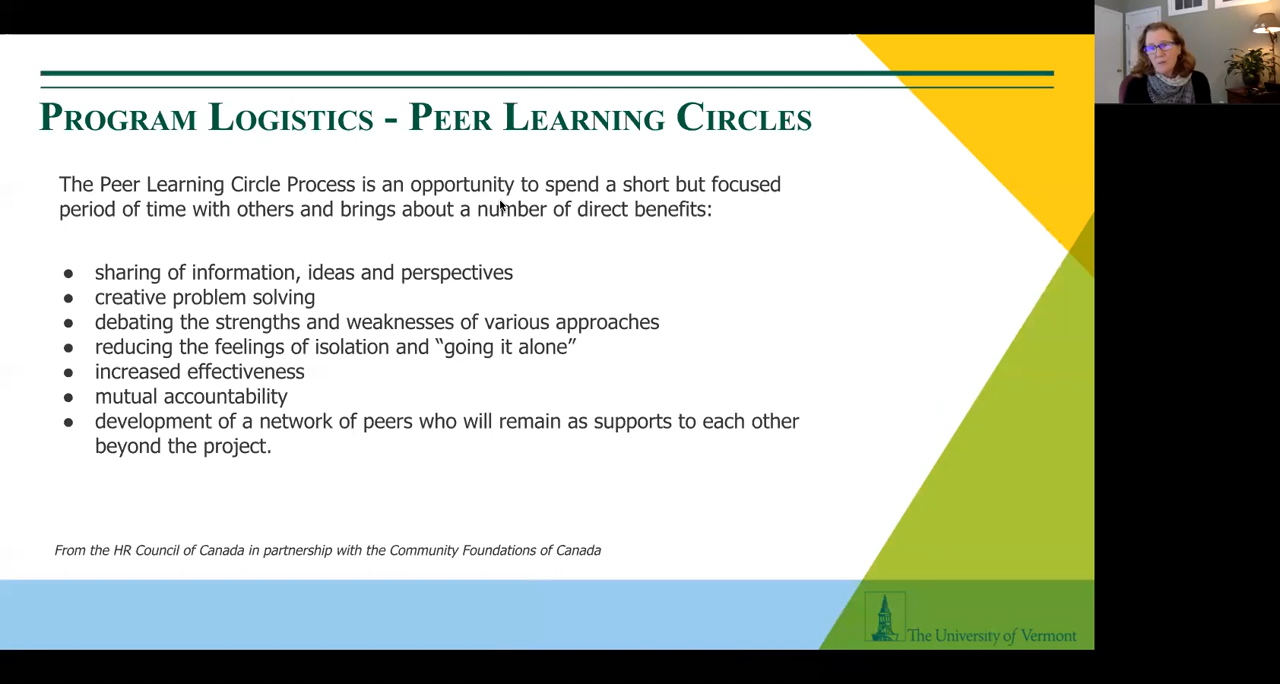 Program Logistics - Peer Learning Circles
The Peer Learning Circle Process is an opportunity to spend a short but focused
period of time with others and brings about a number of direct benefits:
● sharing of information, ideas and perspectives
● creative problem solving
● debating the strengths and weaknesses of various approaches
● reducing the feelings of isolation and “going it alone”
● increased effectiveness
● mutual accountability
● development of a network of peers who will remain as supports to each other
beyond the project.
From the HR Council of Canada in partnership with the Community Foundations of Canada
The University of Vermont